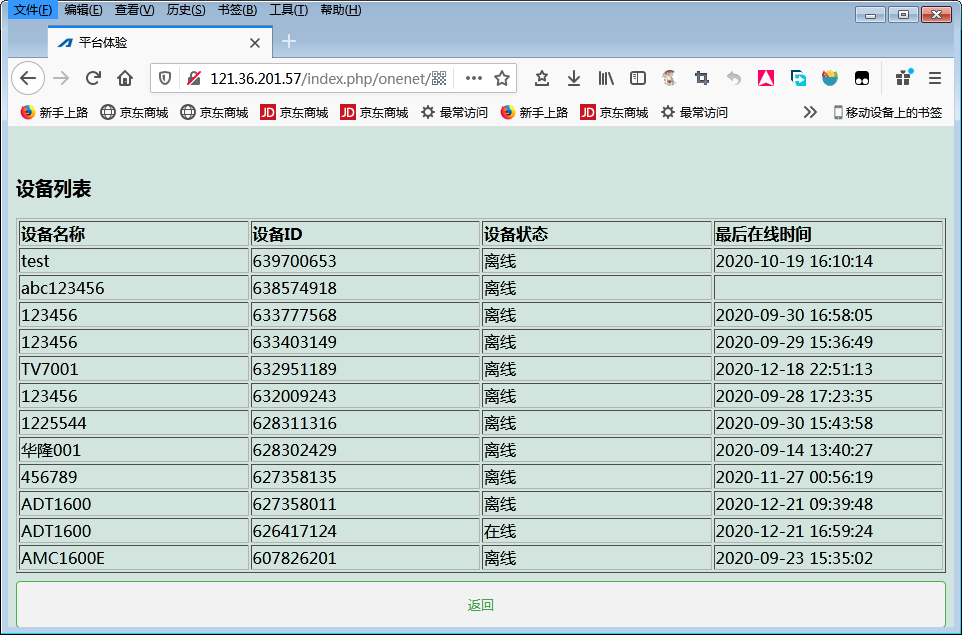 文件(F) 编辑(E) 查看(V) 历史(S) 书签(B) 工具(T) 帮助(H)
平台体验
121.36.201.57/index.php/onenet/
新手上路 京东商城 京东商城 JD 京东商城 JD 京东商城 最常访问 新手上路 JD 京东商城 最常访问 移动设备上的书签
设备列表
设备名称 设备ID 设备状态 最后在线时间
test 639700653 离线 2020-10-19 16:10:14
abc123456 638574918 离线
123456 633777568 离线 2020-09-30 16:58:05
123456 633403149 离线 2020-09-29 15:36:49
TV7001 632951189 离线 2020-12-18 22:51:13
123456 632009243 离线 2020-09-28 17:23:35
1225544 628311316 离线 2020-09-30 15:43:58
华隆001 628302429 离线 2020-09-14 13:40:27
456789 627358135 离线 2020-11-27 00:56:19
ADT1600 627358011 离线 2020-12-21 09:39:48
ADT1600 626417124 在线 2020-12-21 16:59:24
AMC1600E 607826201 离线 2020-09-23 15:35:02
返回